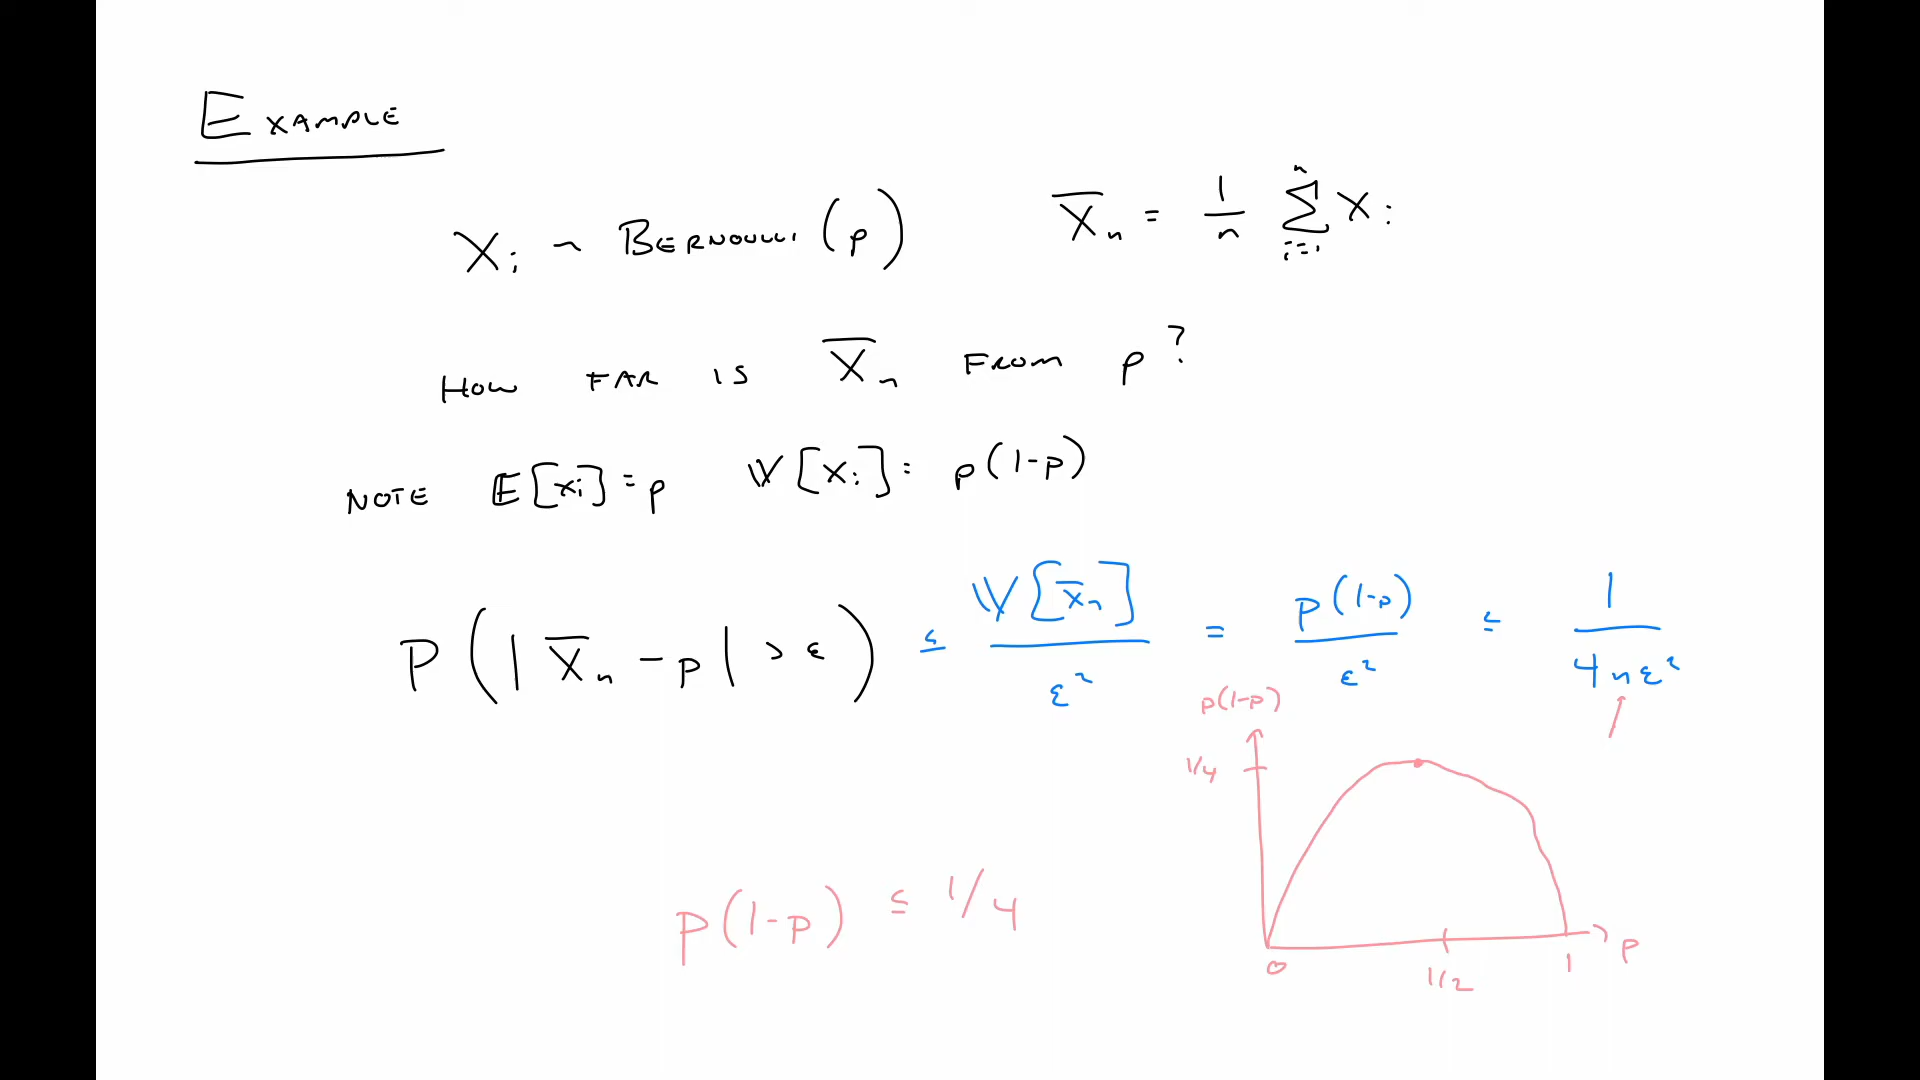 EXAMPLE
Xᵢ ~ BERNOULLI (p)    X̅ₙ = 1/n ∑ᵢ₌₁ⁿ Xᵢ
HOW FAR IS X̅ₙ FROM p?
NOTE 𝔼[xᵢ] = p    𝕍[xᵢ] = p(1-p)
P(|X̅ₙ - p| > ε) ≤ 𝕍[X̅ₙ]/ε² = p(1-p)/ε² ≤ 1/4nε²
p(1-p)
1/4
p(1-p) ≤ 1/4
0 1/2 1 p